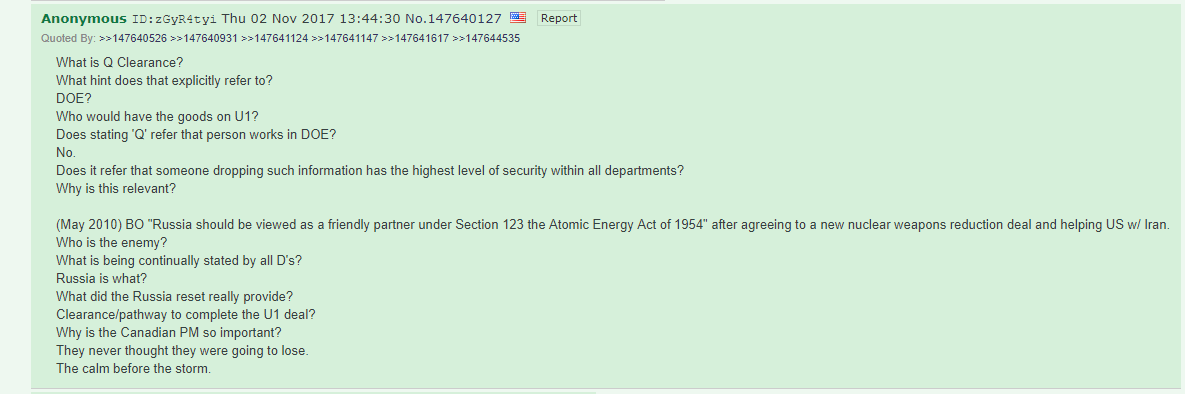 Anonymous ID:zGyR4tyi Thu 02 Nov 2017 13:44:30 No.147640127 Report
Quoted By: >>147640526 >>147640931 >>147641124 >>147641147 >>147641617 >>147644535
What is Q Clearance?
What hint does that explicitly refer to?
DOE?
Who would have the goods on U1?
Does stating 'Q' refer that person works in DOE?
No.
Does it refer that someone dropping such information has the highest level of security within all departments?
Why is this relevant?
(May 2010) BO "Russia should be viewed as a friendly partner under Section 123 the Atomic Energy Act of 1954" after agreeing to a new nuclear weapons reduction deal and helping US w/ Iran.
Who is the enemy?
What is being continually stated by all D's?
Russia is what?
What did the Russia reset really provide?
Clearance/pathway to complete the U1 deal?
Why is the Canadian PM so important?
They never thought they were going to lose.
The calm before the storm.